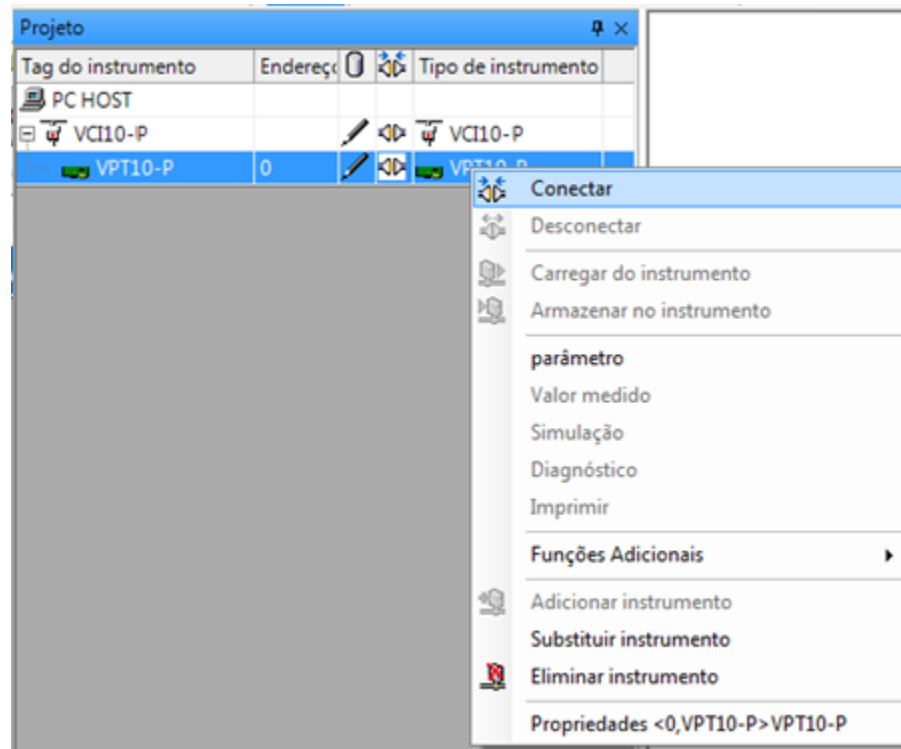 Projeto
Tag do instrumento Endereç Tipo de instrumento
PC HOST
VCI10-P VCI10-P
VPT10-P 0 VPT10-P
Conectar
Desconectar
Carregar do instrumento
Armazenar no instrumento
parâmetro
Valor medido
Simulação
Diagnóstico
Imprimir
Funções Adicionais
Adicionar instrumento
Substituir instrumento
Eliminar instrumento
Propriedades <0,VPT10-P>VPT10-P